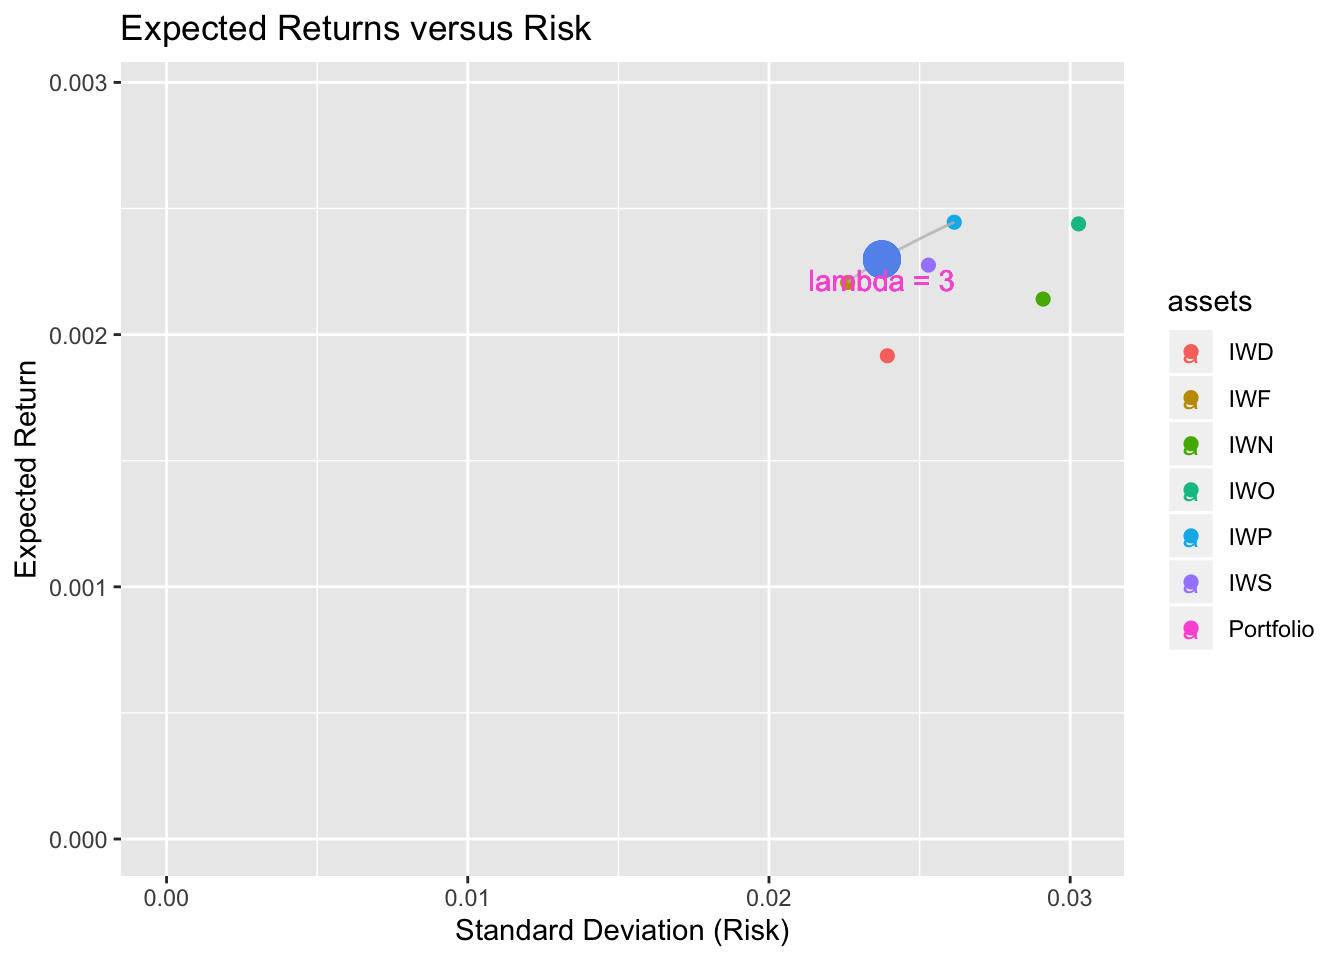 Expected Returns versus Risk
0.003
0.002
0.001
0.000
Expected Return
lambda = 3
0.00
0.01
0.02
0.03
Standard Deviation (Risk)
assets
a IWD
a IWF
a IWN
a IWO
a IWP
a IWS
a Portfolio